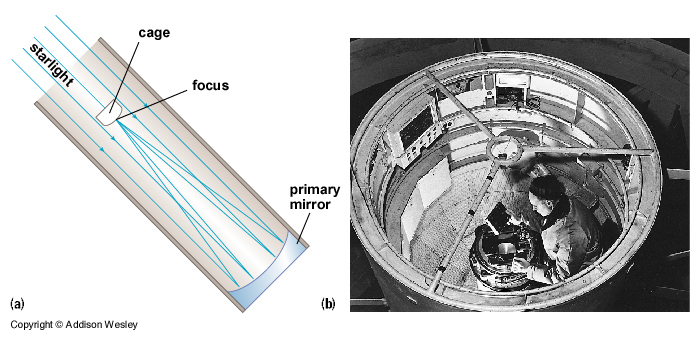 cage
starlight
focus
primary
mirror
(a)
(b)
Copyright © Addison Wesley